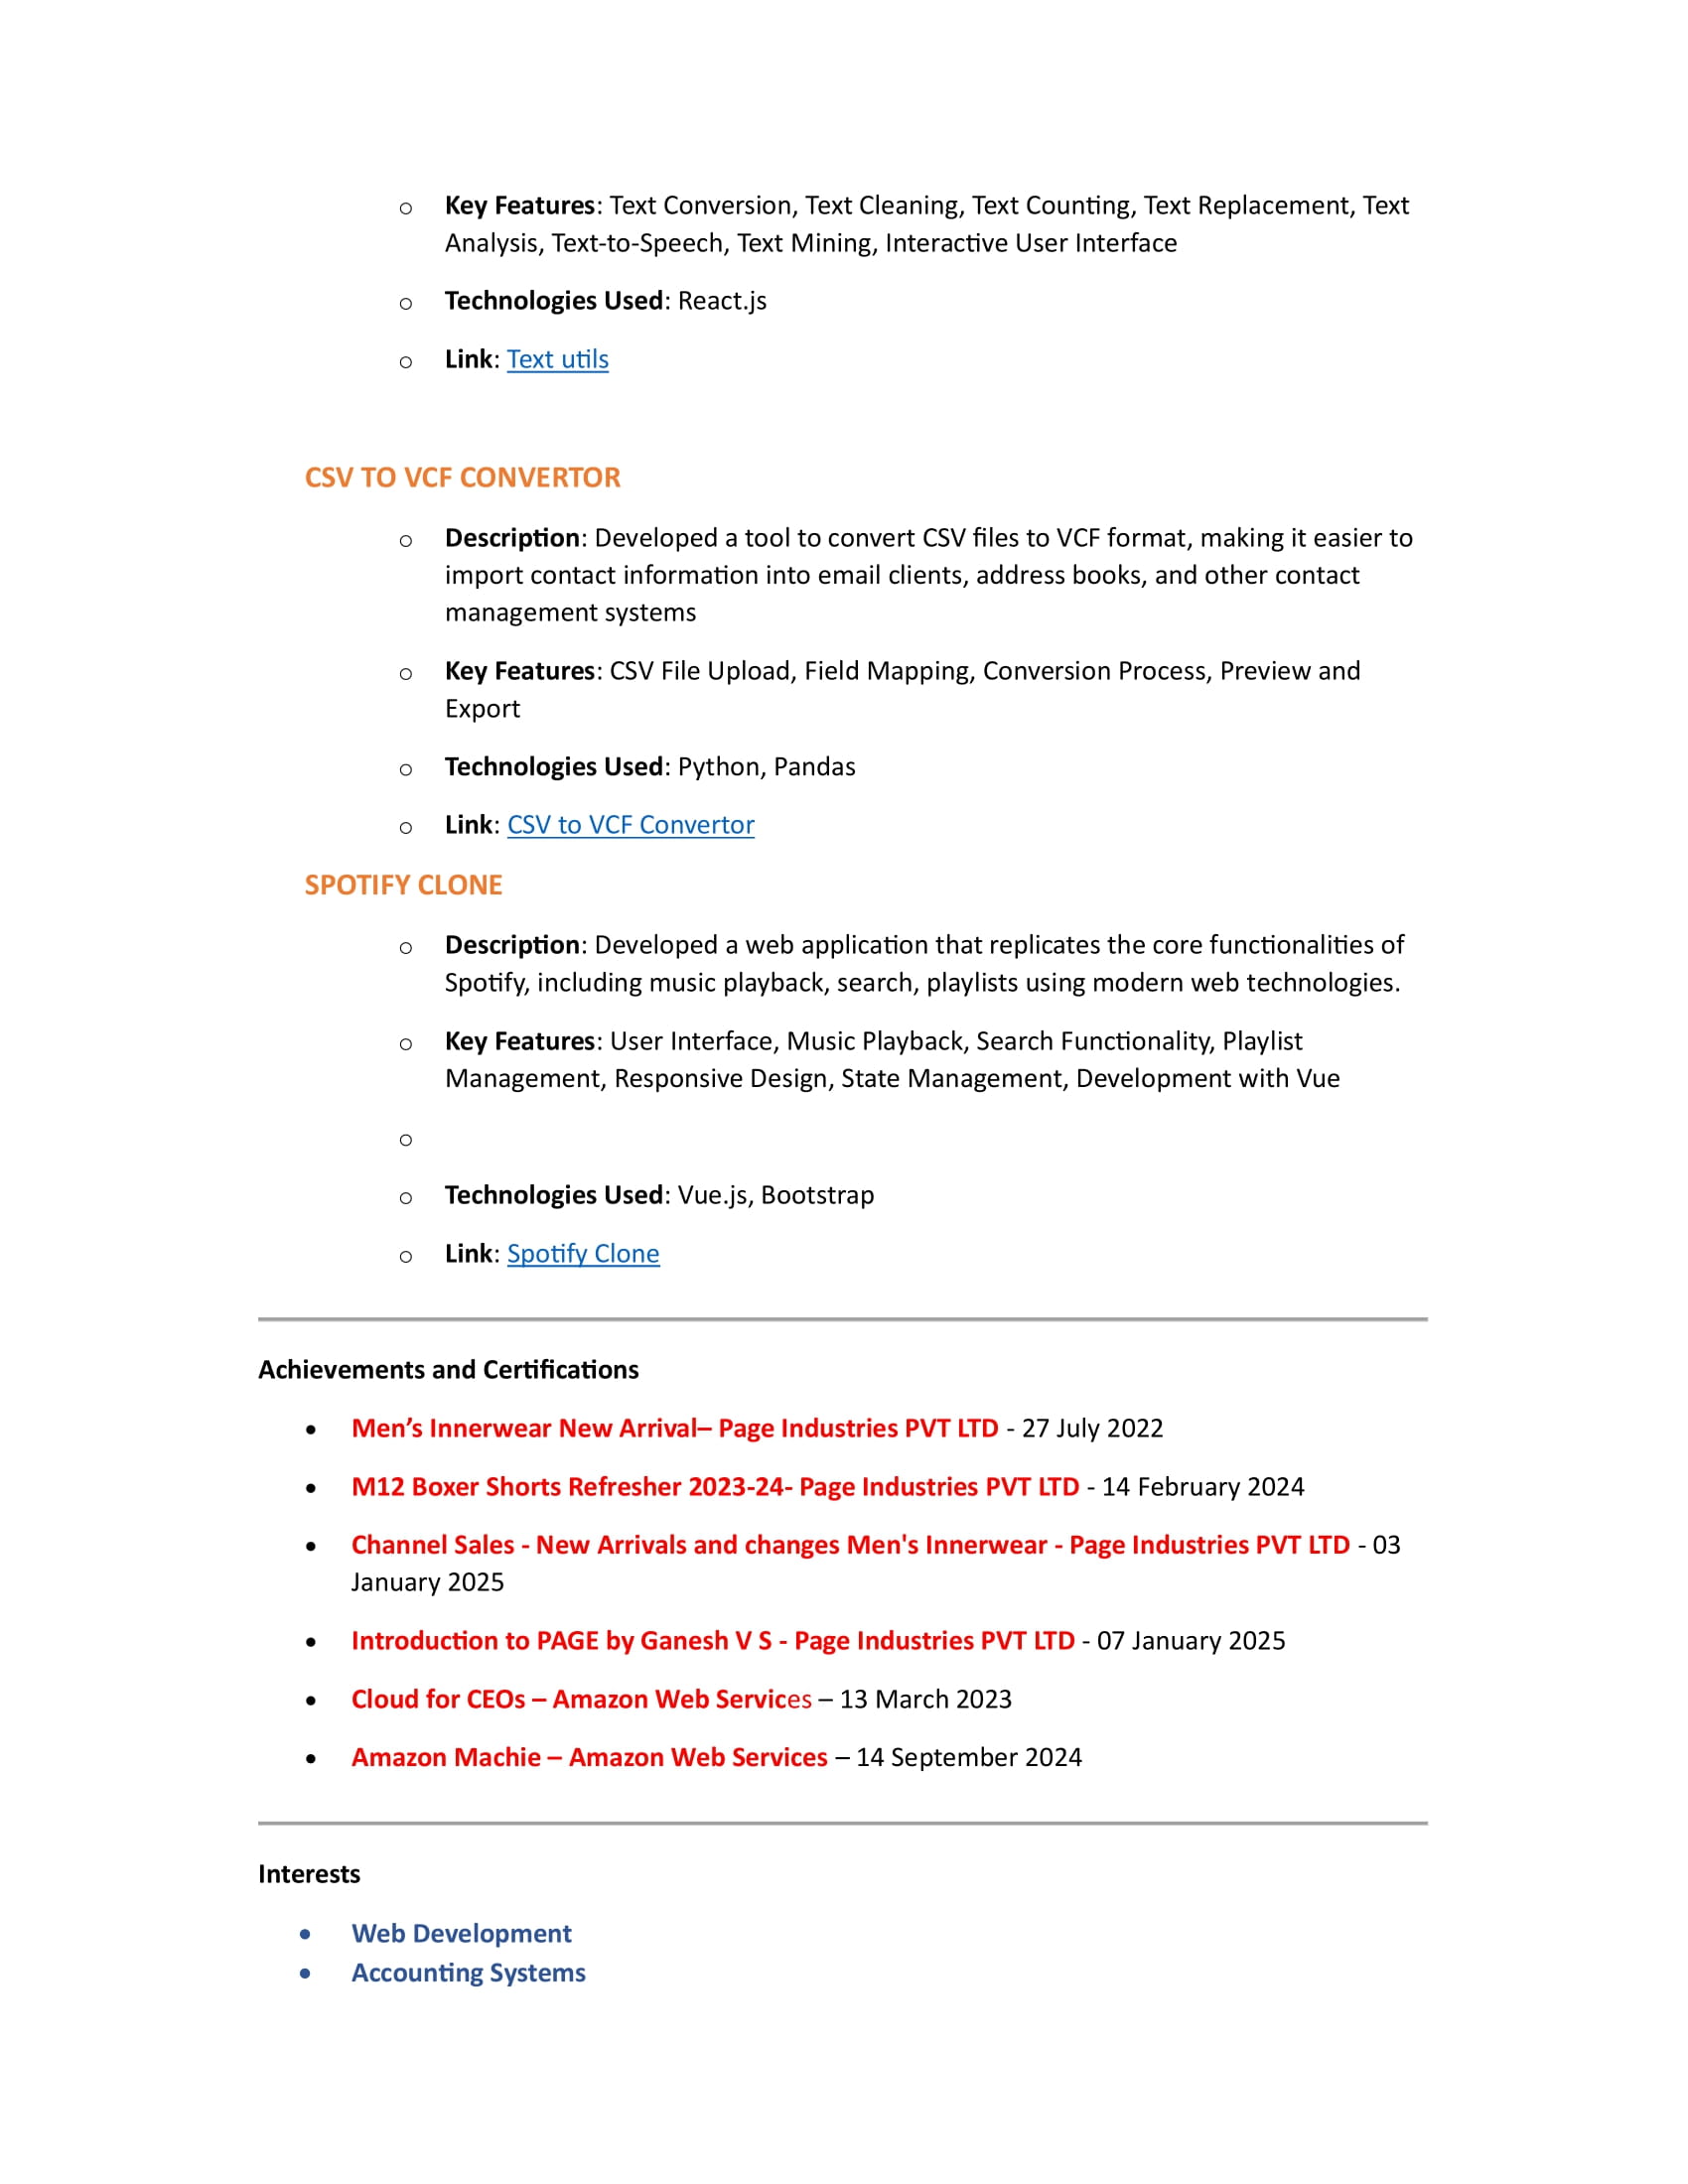 Key Features: Text Conversion, Text Cleaning, Text Counting, Text Replacement, Text
Analysis, Text-to-Speech, Text Mining, Interactive User Interface
Technologies Used: React.js
Link: Text utils
CSV TO VCF CONVERTOR
Description: Developed a tool to convert CSV files to VCF format, making it easier to
import contact information into email clients, address books, and other contact
management systems
Key Features: CSV File Upload, Field Mapping, Conversion Process, Preview and
Export
Technologies Used: Python, Pandas
Link: CSV to VCF Convertor
SPOTIFY CLONE
Description: Developed a web application that replicates the core functionalities of
Spotify, including music playback, search, playlists using modern web technologies.
Key Features: User Interface, Music Playback, Search Functionality, Playlist
Management, Responsive Design, State Management, Development with Vue
Technologies Used: Vue.js, Bootstrap
Link: Spotify Clone
Achievements and Certifications
Men’s Innerwear New Arrival– Page Industries PVT LTD - 27 July 2022
M12 Boxer Shorts Refresher 2023-24- Page Industries PVT LTD - 14 February 2024
Channel Sales - New Arrivals and changes Men's Innerwear - Page Industries PVT LTD - 03
January 2025
Introduction to PAGE by Ganesh V S - Page Industries PVT LTD - 07 January 2025
Cloud for CEOs – Amazon Web Services – 13 March 2023
Amazon Machie – Amazon Web Services – 14 September 2024
Interests
Web Development
Accounting Systems